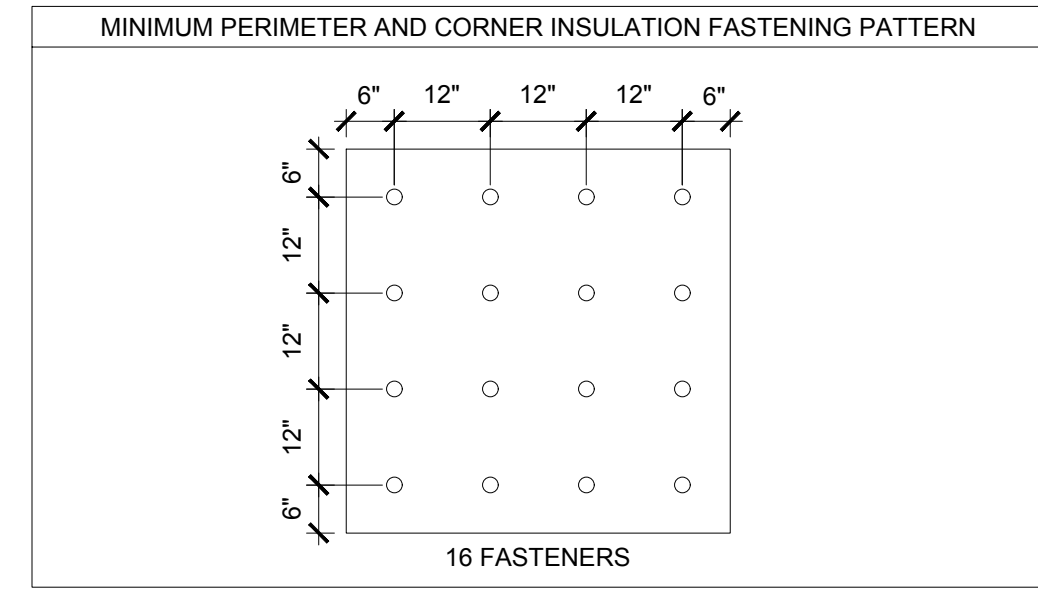 MINIMUM PERIMETER AND CORNER INSULATION FASTENING PATTERN
6" 12" 12" 12" 6"
6"
12"
12"
12"
6"
16 FASTENERS